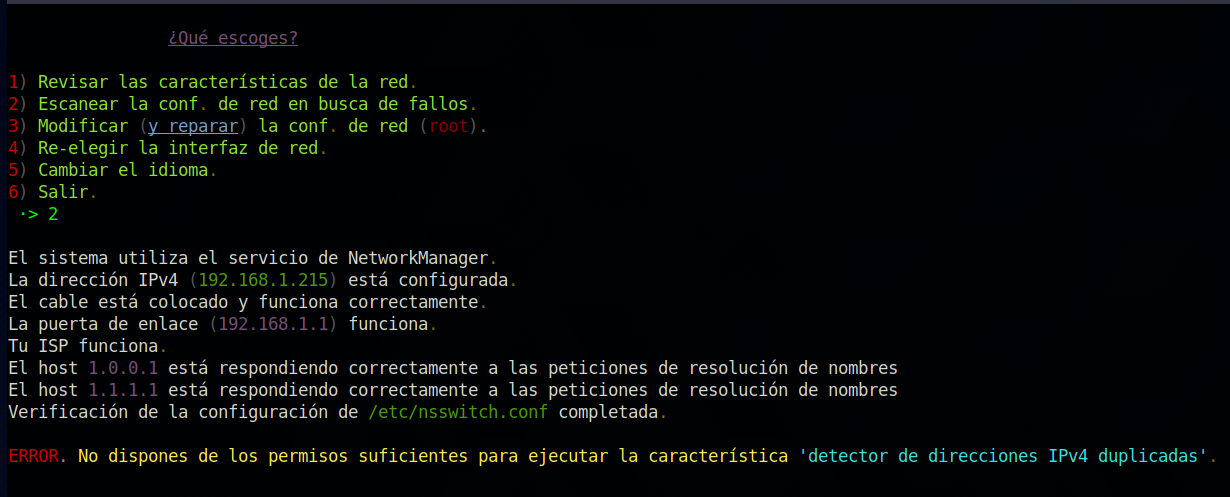 ¿Qué escoges?
1) Revisar las características de la red.
2) Escanear la conf. de red en busca de fallos.
3) Modificar (y reparar) la conf. de red (root).
4) Re-elegir la interfaz de red.
5) Cambiar el idioma.
6) Salir.
·> 2
El sistema utiliza el servicio de NetworkManager.
La dirección IPv4 (192.168.1.215) está configurada.
El cable está colocado y funciona correctamente.
La puerta de enlace (192.168.1.1) funciona.
Tu ISP funciona.
El host 1.0.0.1 está respondiendo correctamente a las peticiones de resolución de nombres
El host 1.1.1.1 está respondiendo correctamente a las peticiones de resolución de nombres
Verificación de la configuración de /etc/nsswitch.conf completada.
ERROR. No dispones de los permisos suficientes para ejecutar la característica 'detector de direcciones IPv4 duplicadas'.